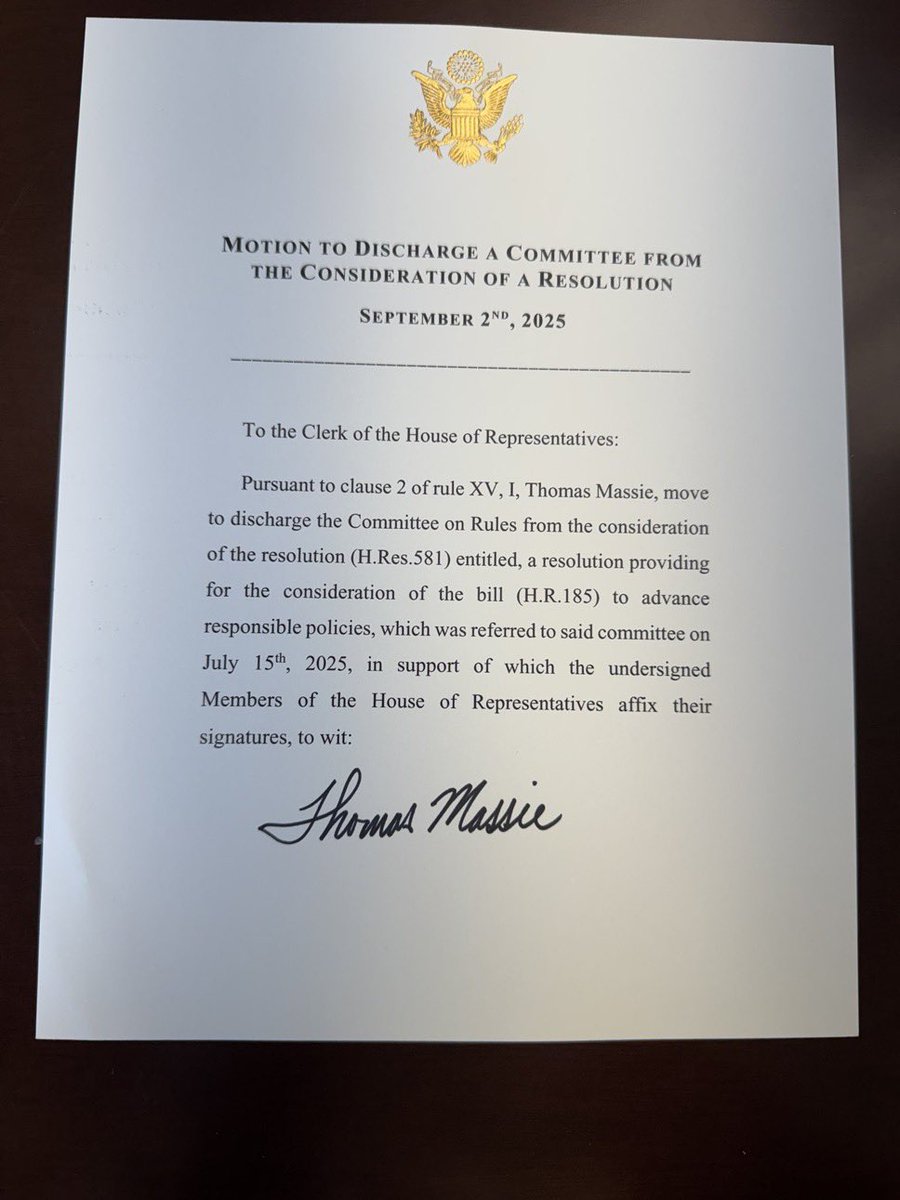 MOTION TO DISCHARGE A COMMITTEE FROM
THE CONSIDERATION OF A RESOLUTION
SEPTEMBER 2ND, 2025
To the Clerk of the House of Representatives:
Pursuant to clause 2 of rule XV, I, Thomas Massie, move
to discharge the Committee on Rules from the consideration
of the resolution (H.Res.581) entitled, a resolution providing
for the consideration of the bill (H.R.185) to advance
responsible policies, which was referred to said committee on
July 15th, 2025, in support of which the undersigned
Members of the House of Representatives affix their
signatures, to wit:
Thomas Massie